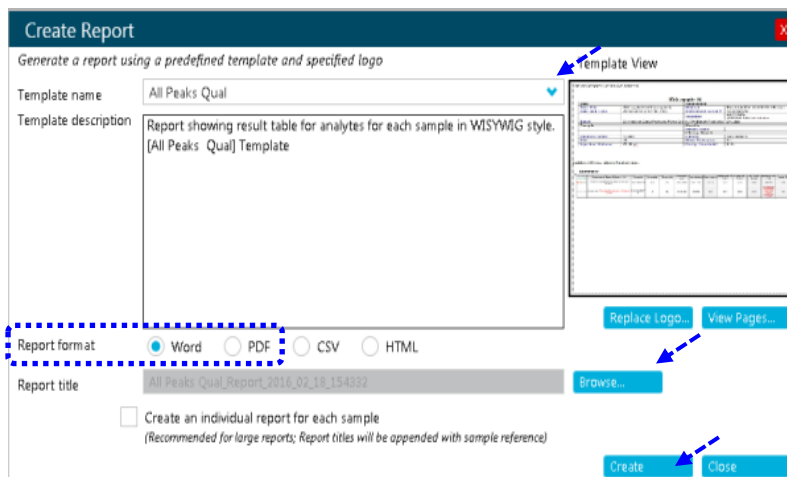 Create Report
X
Generate a report using a predefined template and specified logo
Template View
Template name
All Peaks Qual
Template description
Report showing result table for analytes for each sample in WISYWIG style.
[All Peaks Qual] Template
Replace Logo...
View Pages...
Report format
Word
PDF
CSV
HTML
Report title
All Peaks Qual_Report_2016_02_18_154332
Browse...
Create an individual report for each sample
(Recommended for large reports; Report titles will be appended with sample reference)
Create
Close